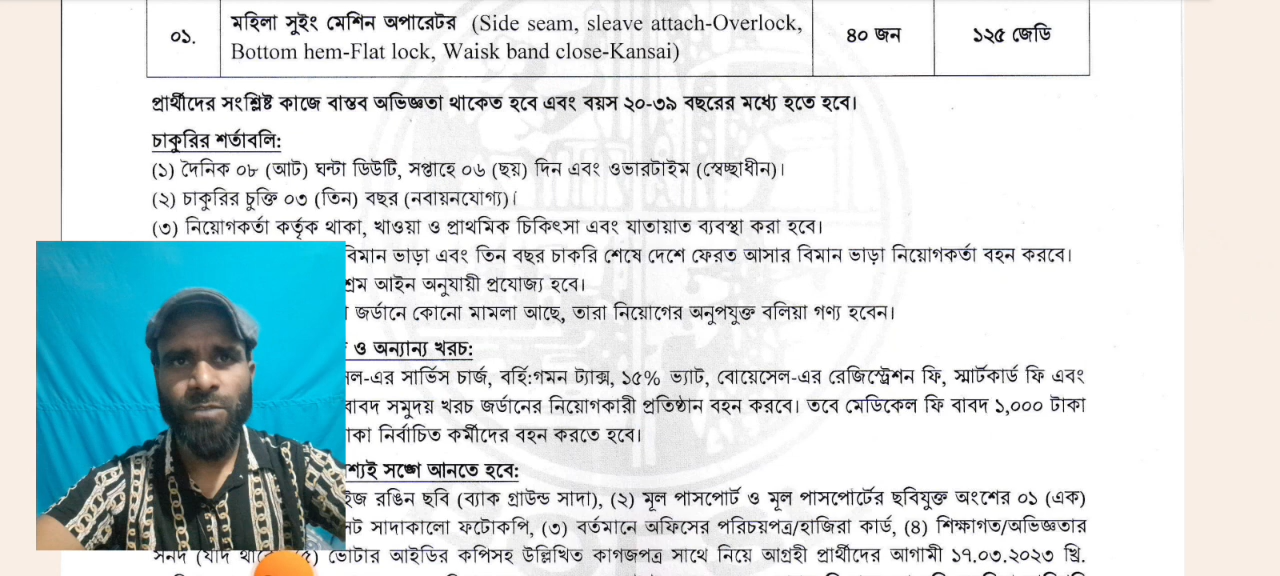 ০১. মহিলা সুইং মেশিন অপারেটর (Side seam, sleave attach-Overlock, ৪০ জন ১২৫ জেডি
Bottom hem-Flat lock, Waisk band close-Kansai)
প্রার্থীদের সংশ্লিষ্ট কাজে বাস্তব অভিজ্ঞতা থাকেত হবে এবং বয়স ২০-৩৯ বছরের মধ্যে হতে হবে।
চাকুরির শর্তাবলি:
(১) দৈনিক ০৮ (আট) ঘন্টা ডিউটি, সপ্তাহে ০৬ (ছয়) দিন এবং ওভারটাইম (স্বেচ্ছাধীন)।
(২) চাকুরির চুক্তি ০৩ (তিন) বছর (নবায়নযোগ্য)।
(৩) নিয়োগকর্তা কর্তৃক থাকা, খাওয়া ও প্রাথমিক চিকিৎসা এবং যাতায়াত ব্যবস্থা করা হবে।
বিমান ভাড়া এবং তিন বছর চাকরি শেষে দেশে ফেরত আসার বিমান ভাড়া নিয়োগকর্তা বহন করবে।
শ্রম আইন অনুযায়ী প্রযোজ্য হবে।
জর্ডানে কোনো মামলা আছে, তারা নিয়োগের অনুপযুক্ত বলিয়া গণ্য হবেন।
ও অন্যান্য খরচ:
সার্ভিস চার্জ, বর্হি:গমন ট্যাক্স, ১৫% ভ্যাট, বোয়েসেল-এর রেজিস্ট্রেশন ফি, স্মার্টকার্ড ফি এবং
বাবদ সমুদয় খরচ জর্ডানের নিয়োগকারী প্রতিষ্ঠান বহন করবে। তবে মেডিকেল ফি বাবদ ১,০০০ টাকা
নির্বাচিত কর্মীদের বহন করতে হবে।
সঙ্গে আনতে হবে:
রঙিন ছবি (ব্যাক গ্রাউন্ড সাদা), (২) মূল পাসপোর্ট ও মূল পাসপোর্টের ছবিযুক্ত অংশের ০১ (এক)
সাদাকালো ফটোকপি, (৩) বর্তমানে অফিসের পরিচয়পত্র/হাজিরা কার্ড, (৪) শিক্ষাগত/অভিজ্ঞতার
সনদ (যদি ভোটার আইডির কপিসহ উল্লিখিত কাগজপত্র সাথে নিয়ে আগ্রহী প্রার্থীদের আগামী ১৭.০৩.২০২৩ খ্রি.